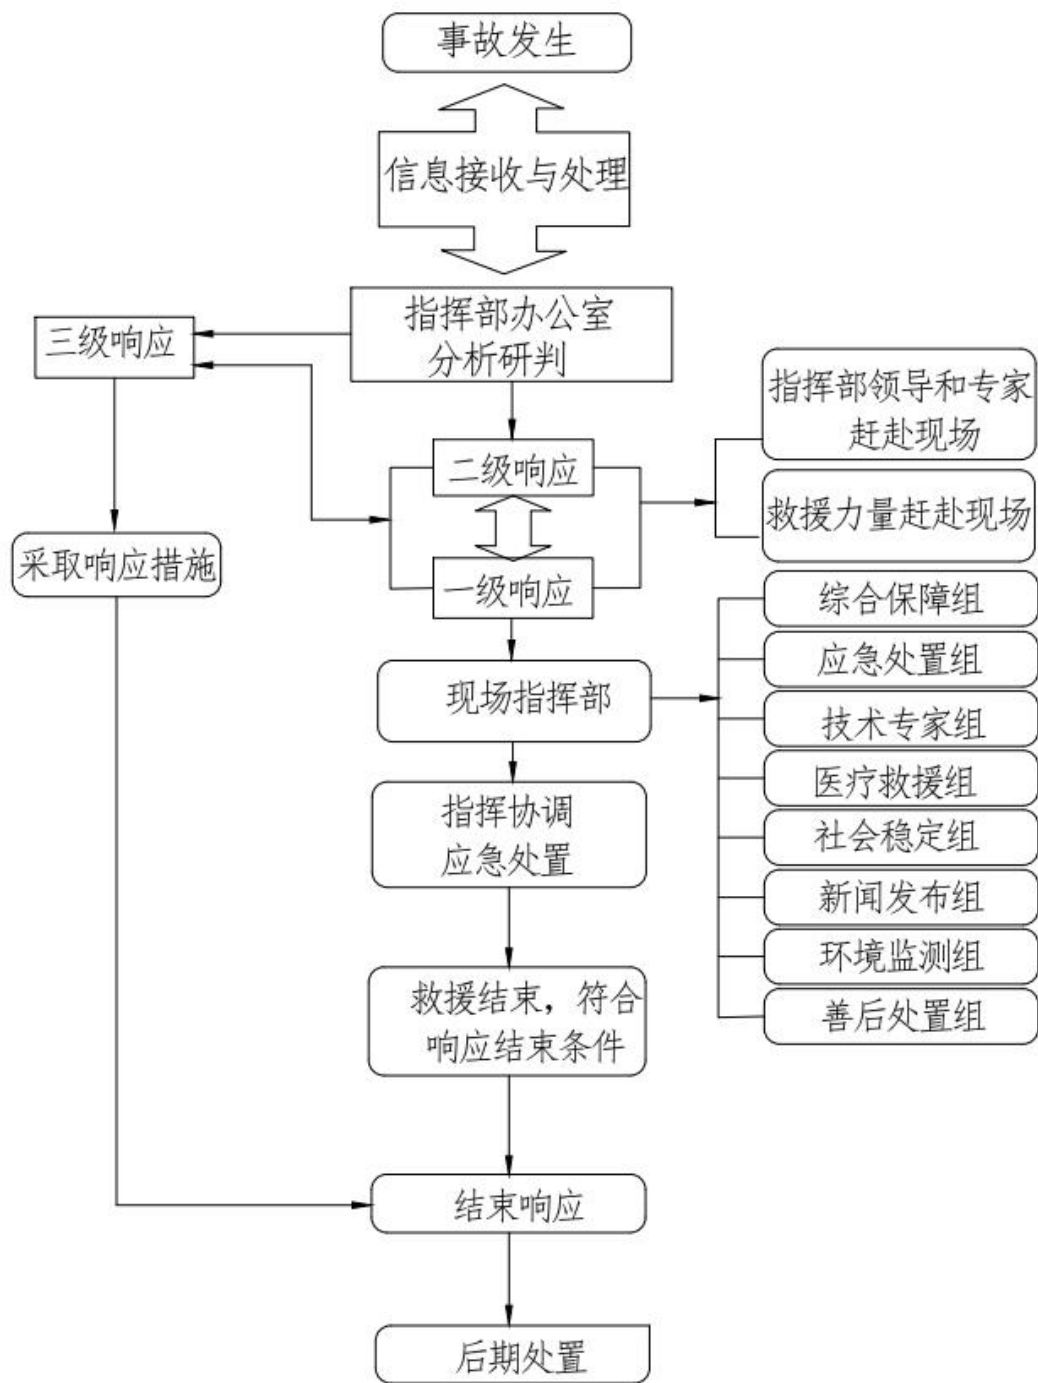 事故发生
信息接收与处理
指挥部办公室
分析研判
三级响应
指挥部领导和专家
赶赴现场
二级响应
救援力量赶赴现场
采取响应措施
一级响应
综合保障组
应急处置组
现场指挥部
技术专家组
医疗救援组
指挥协调
应急处置
社会稳定组
新闻发布组
环境监测组
救援结束，符合
响应结束条件
善后处置组
结束响应
后期处置